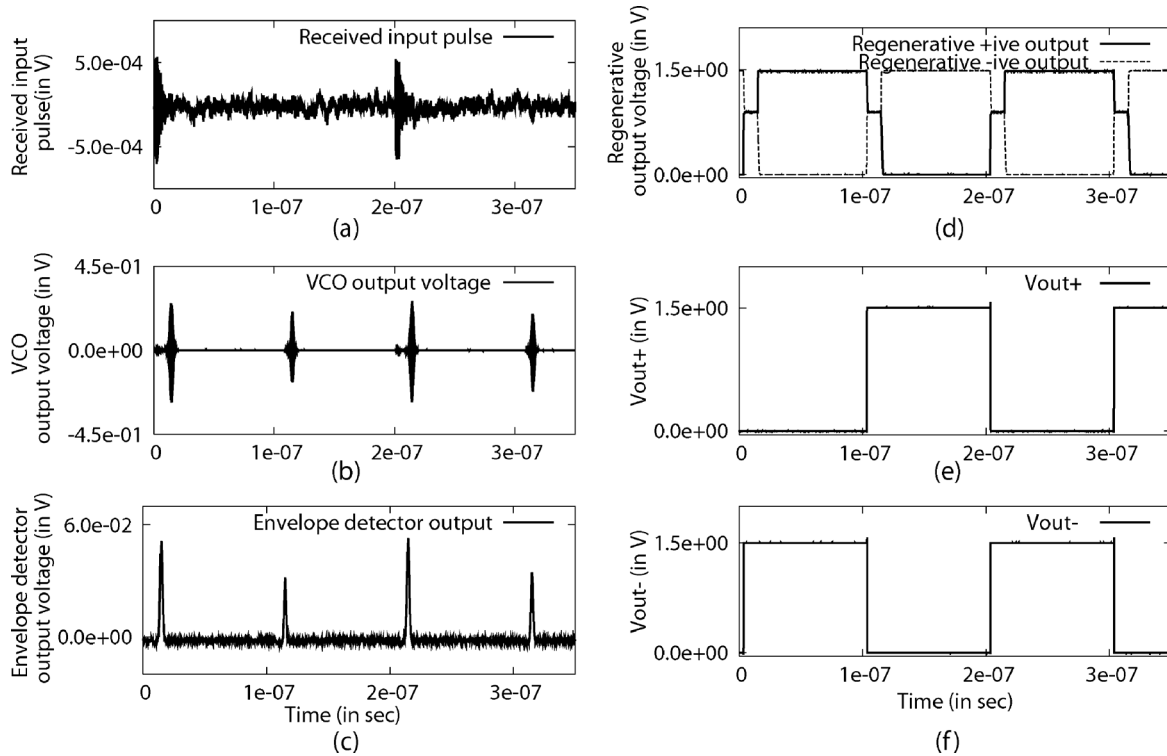 Received input
pulse(in V)
Received input pulse
5.0e-04
-5.0e-04
0
1e-07
2e-07
3e-07
(a)
VCO
output voltage (in V)
VCO output voltage
4.5e-01
0.0e+00
-4.5e-01
0
1e-07
2e-07
3e-07
(b)
Envelope detector
output voltage (in V)
Envelope detector output
6.0e-02
0.0e+00
0
1e-07
2e-07
3e-07
Time (in sec)
(c)
Regenerative
output voltage (in V)
Regenerative +ive output
Regenerative -ive output
1.5e+00
0.0e+00
0
1e-07
2e-07
3e-07
(d)
Vout+ (in V)
Vout+
1.5e+00
0.0e+00
0
1e-07
2e-07
3e-07
(e)
Vout- (in V)
Vout-
1.5e+00
0.0e+00
0
1e-07
2e-07
3e-07
Time (in sec)
(f)